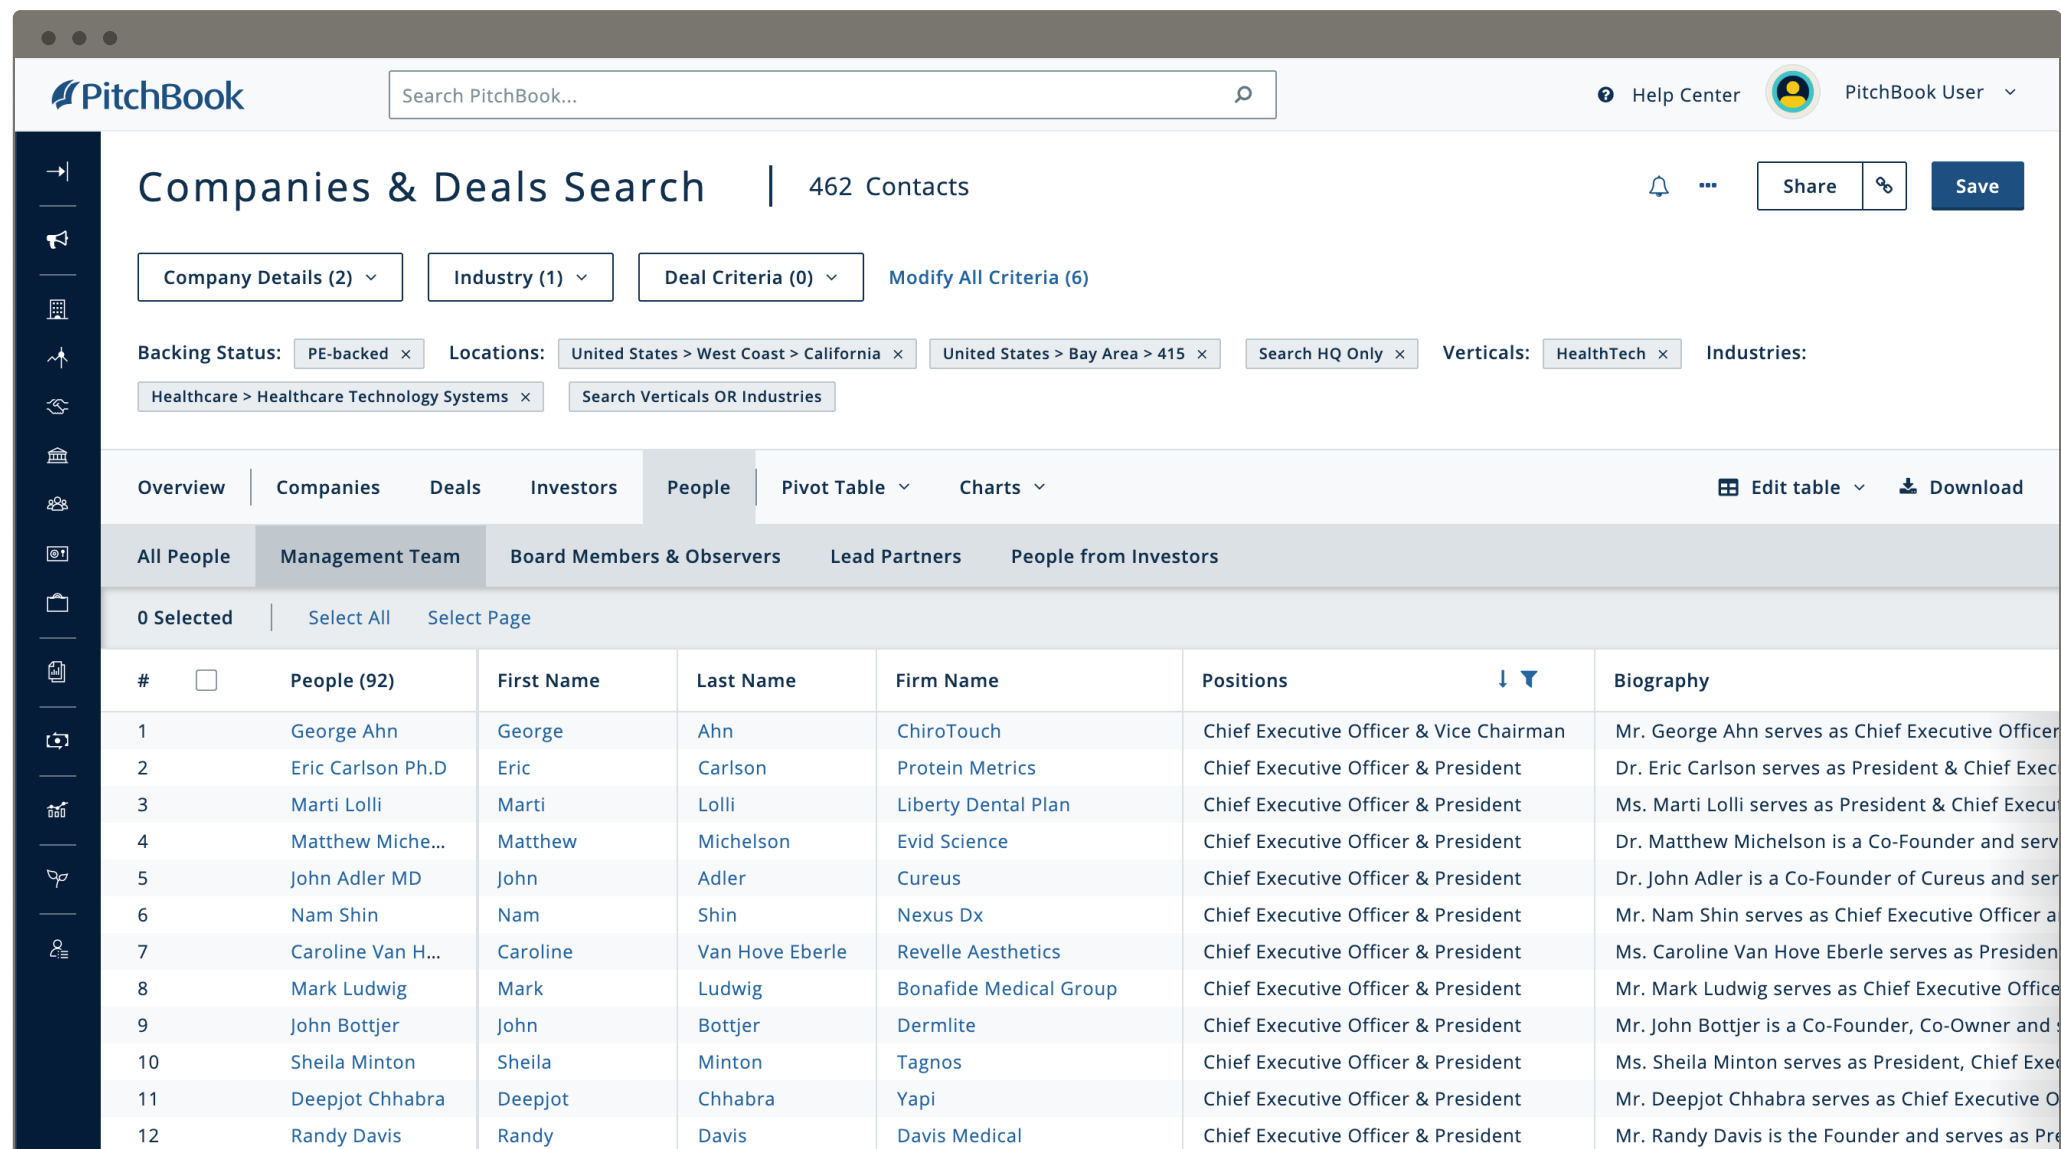 PitchBook
Search PitchBook...
Help Center
PitchBook User
Companies & Deals Search
462 Contacts
Share
Save
Company Details (2)
Industry (1)
Deal Criteria (0)
Modify All Criteria (6)
Backing Status: PE-backed × Locations: United States > West Coast > California × United States > Bay Area > 415 × Search HQ Only × Verticals: HealthTech × Industries:
Healthcare > Healthcare Technology Systems × Search Verticals OR Industries
Overview Companies Deals Investors People Pivot Table Charts Edit table Download
All People Management Team Board Members & Observers Lead Partners People from Investors
0 Selected Select All Select Page
# People (92) First Name Last Name Firm Name Positions Biography
1 George Ahn George Ahn ChiroTouch Chief Executive Officer & Vice Chairman Mr. George Ahn serves as Chief Executive Officer
2 Eric Carlson Ph.D Eric Carlson Protein Metrics Chief Executive Officer & President Dr. Eric Carlson serves as President & Chief Exec
3 Marti Lolli Marti Lolli Liberty Dental Plan Chief Executive Officer & President Ms. Marti Lolli serves as President & Chief Execu
4 Matthew Miche... Matthew Michelson Evid Science Chief Executive Officer & President Dr. Matthew Michelson is a Co-Founder and serv
5 John Adler MD John Adler Cureus Chief Executive Officer & President Dr. John Adler is a Co-Founder of Cureus and ser
6 Nam Shin Nam Shin Nexus Dx Chief Executive Officer & President Mr. Nam Shin serves as Chief Executive Officer a
7 Caroline Van H... Caroline Van Hove Eberle Revelle Aesthetics Chief Executive Officer & President Ms. Caroline Van Hove Eberle serves as Presiden
8 Mark Ludwig Mark Ludwig Bonafide Medical Group Chief Executive Officer & President Mr. Mark Ludwig serves as Chief Executive Office
9 John Bottjer John Bottjer Dermlite Chief Executive Officer & President Mr. John Bottjer is a Co-Founder, Co-Owner and s
10 Sheila Minton Sheila Minton Tagnos Chief Executive Officer & President Ms. Sheila Minton serves as President, Chief Exec
11 Deepjot Chhabra Deepjot Chhabra Yapi Chief Executive Officer & President Mr. Deepjot Chhabra serves as Chief Executive O
12 Randy Davis Randy Davis Davis Medical Chief Executive Officer & President Mr. Randy Davis is the Founder and serves as Pre